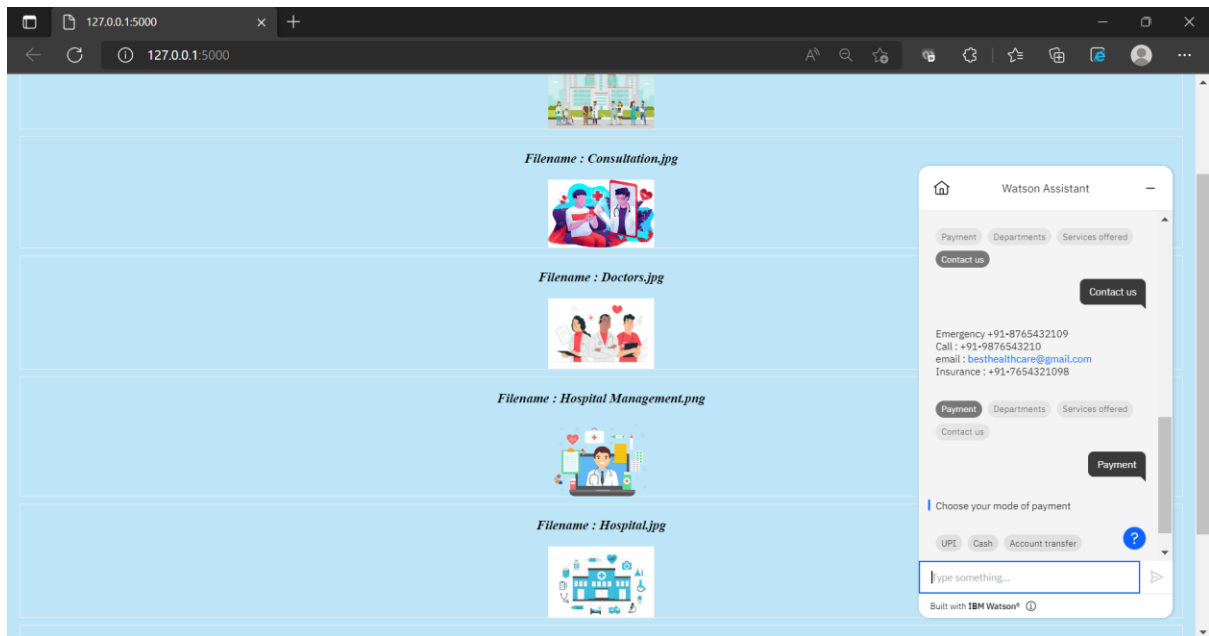 127.0.0.1:5000
127.0.0.1:5000
Filename : Consultation.jpg
Filename : Doctors.jpg
Filename : Hospital Management.png
Filename : Hospital.jpg
Watson Assistant
Payment Departments Services offered
Contact us
Contact us
Emergency +91-8765432109
Call : +91-9876543210
email : besthealthcare@gmail.com
Insurance : +91-7654321098
Payment Departments Services offered
Contact us
Payment
Choose your mode of payment
UPI Cash Account transfer
?
Type something...
Built with IBM Watson®